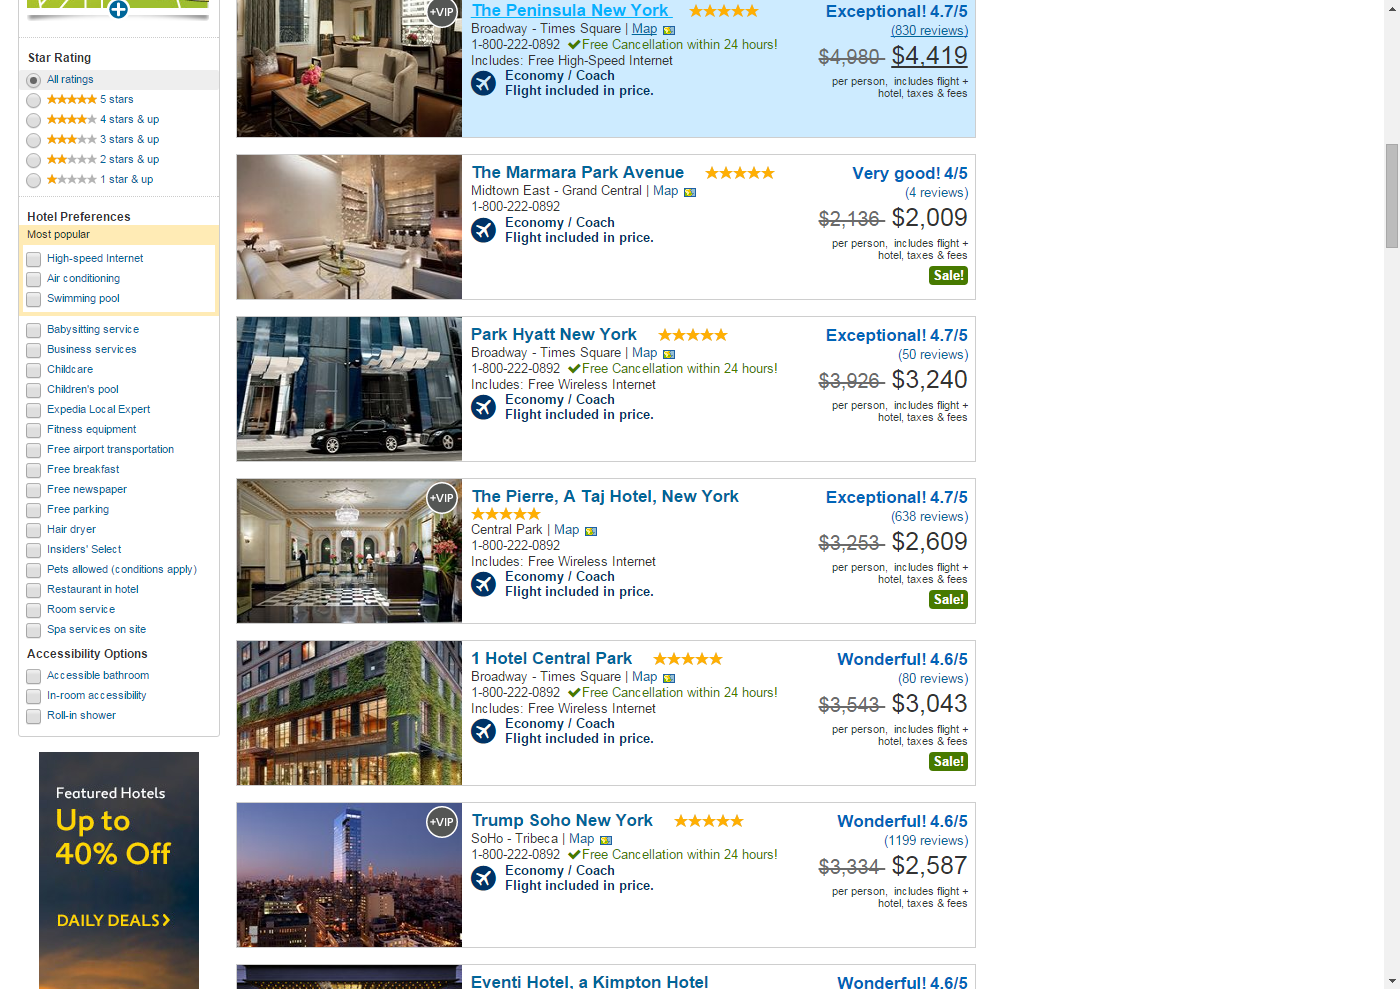 Star Rating
All ratings
5 stars
4 stars & up
3 stars & up
2 stars & up
1 star & up
Hotel Preferences
Most popular
High-speed Internet
Air conditioning
Swimming pool
Babysitting service
Business services
Childcare
Children's pool
Expedia Local Expert
Fitness equipment
Free airport transportation
Free breakfast
Free newspaper
Free parking
Hair dryer
Insiders' Select
Pets allowed (conditions apply)
Restaurant in hotel
Room service
Spa services on site
Accessibility Options
Accessible bathroom
In-room accessibility
Roll-in shower
Featured Hotels
Up to
40% Off
DAILY DEALS
+VIP
The Peninsula New York
Broadway - Times Square | Map
1-800-222-0892 Free Cancellation within 24 hours!
Includes: Free High-Speed Internet
Economy / Coach
Flight included in price.
Exceptional! 4.7/5
(830 reviews)
$4,980 $4,419
per person, includes flight +
hotel, taxes & fees
The Marmara Park Avenue
Midtown East - Grand Central | Map
1-800-222-0892
Economy / Coach
Flight included in price.
Very good! 4/5
(4 reviews)
$2,136 $2,009
per person, includes flight +
hotel, taxes & fees
Sale!
Park Hyatt New York
Broadway - Times Square | Map
1-800-222-0892 Free Cancellation within 24 hours!
Includes: Free Wireless Internet
Economy / Coach
Flight included in price.
Exceptional! 4.7/5
(50 reviews)
$3,926 $3,240
per person, includes flight +
hotel, taxes & fees
+VIP
The Pierre, A Taj Hotel, New York
Central Park | Map
1-800-222-0892
Includes: Free Wireless Internet
Economy / Coach
Flight included in price.
Exceptional! 4.7/5
(638 reviews)
$3,253 $2,609
per person, includes flight +
hotel, taxes & fees
Sale!
1 Hotel Central Park
Broadway - Times Square | Map
1-800-222-0892 Free Cancellation within 24 hours!
Includes: Free Wireless Internet
Economy / Coach
Flight included in price.
Wonderful! 4.6/5
(80 reviews)
$3,543 $3,043
per person, includes flight +
hotel, taxes & fees
Sale!
+VIP
Trump Soho New York
SoHo - Tribeca | Map
1-800-222-0892 Free Cancellation within 24 hours!
Economy / Coach
Flight included in price.
Wonderful! 4.6/5
(1199 reviews)
$3,334 $2,587
per person, includes flight +
hotel, taxes & fees
Eventi Hotel, a Kimpton Hotel
Wonderful! 4.6/5